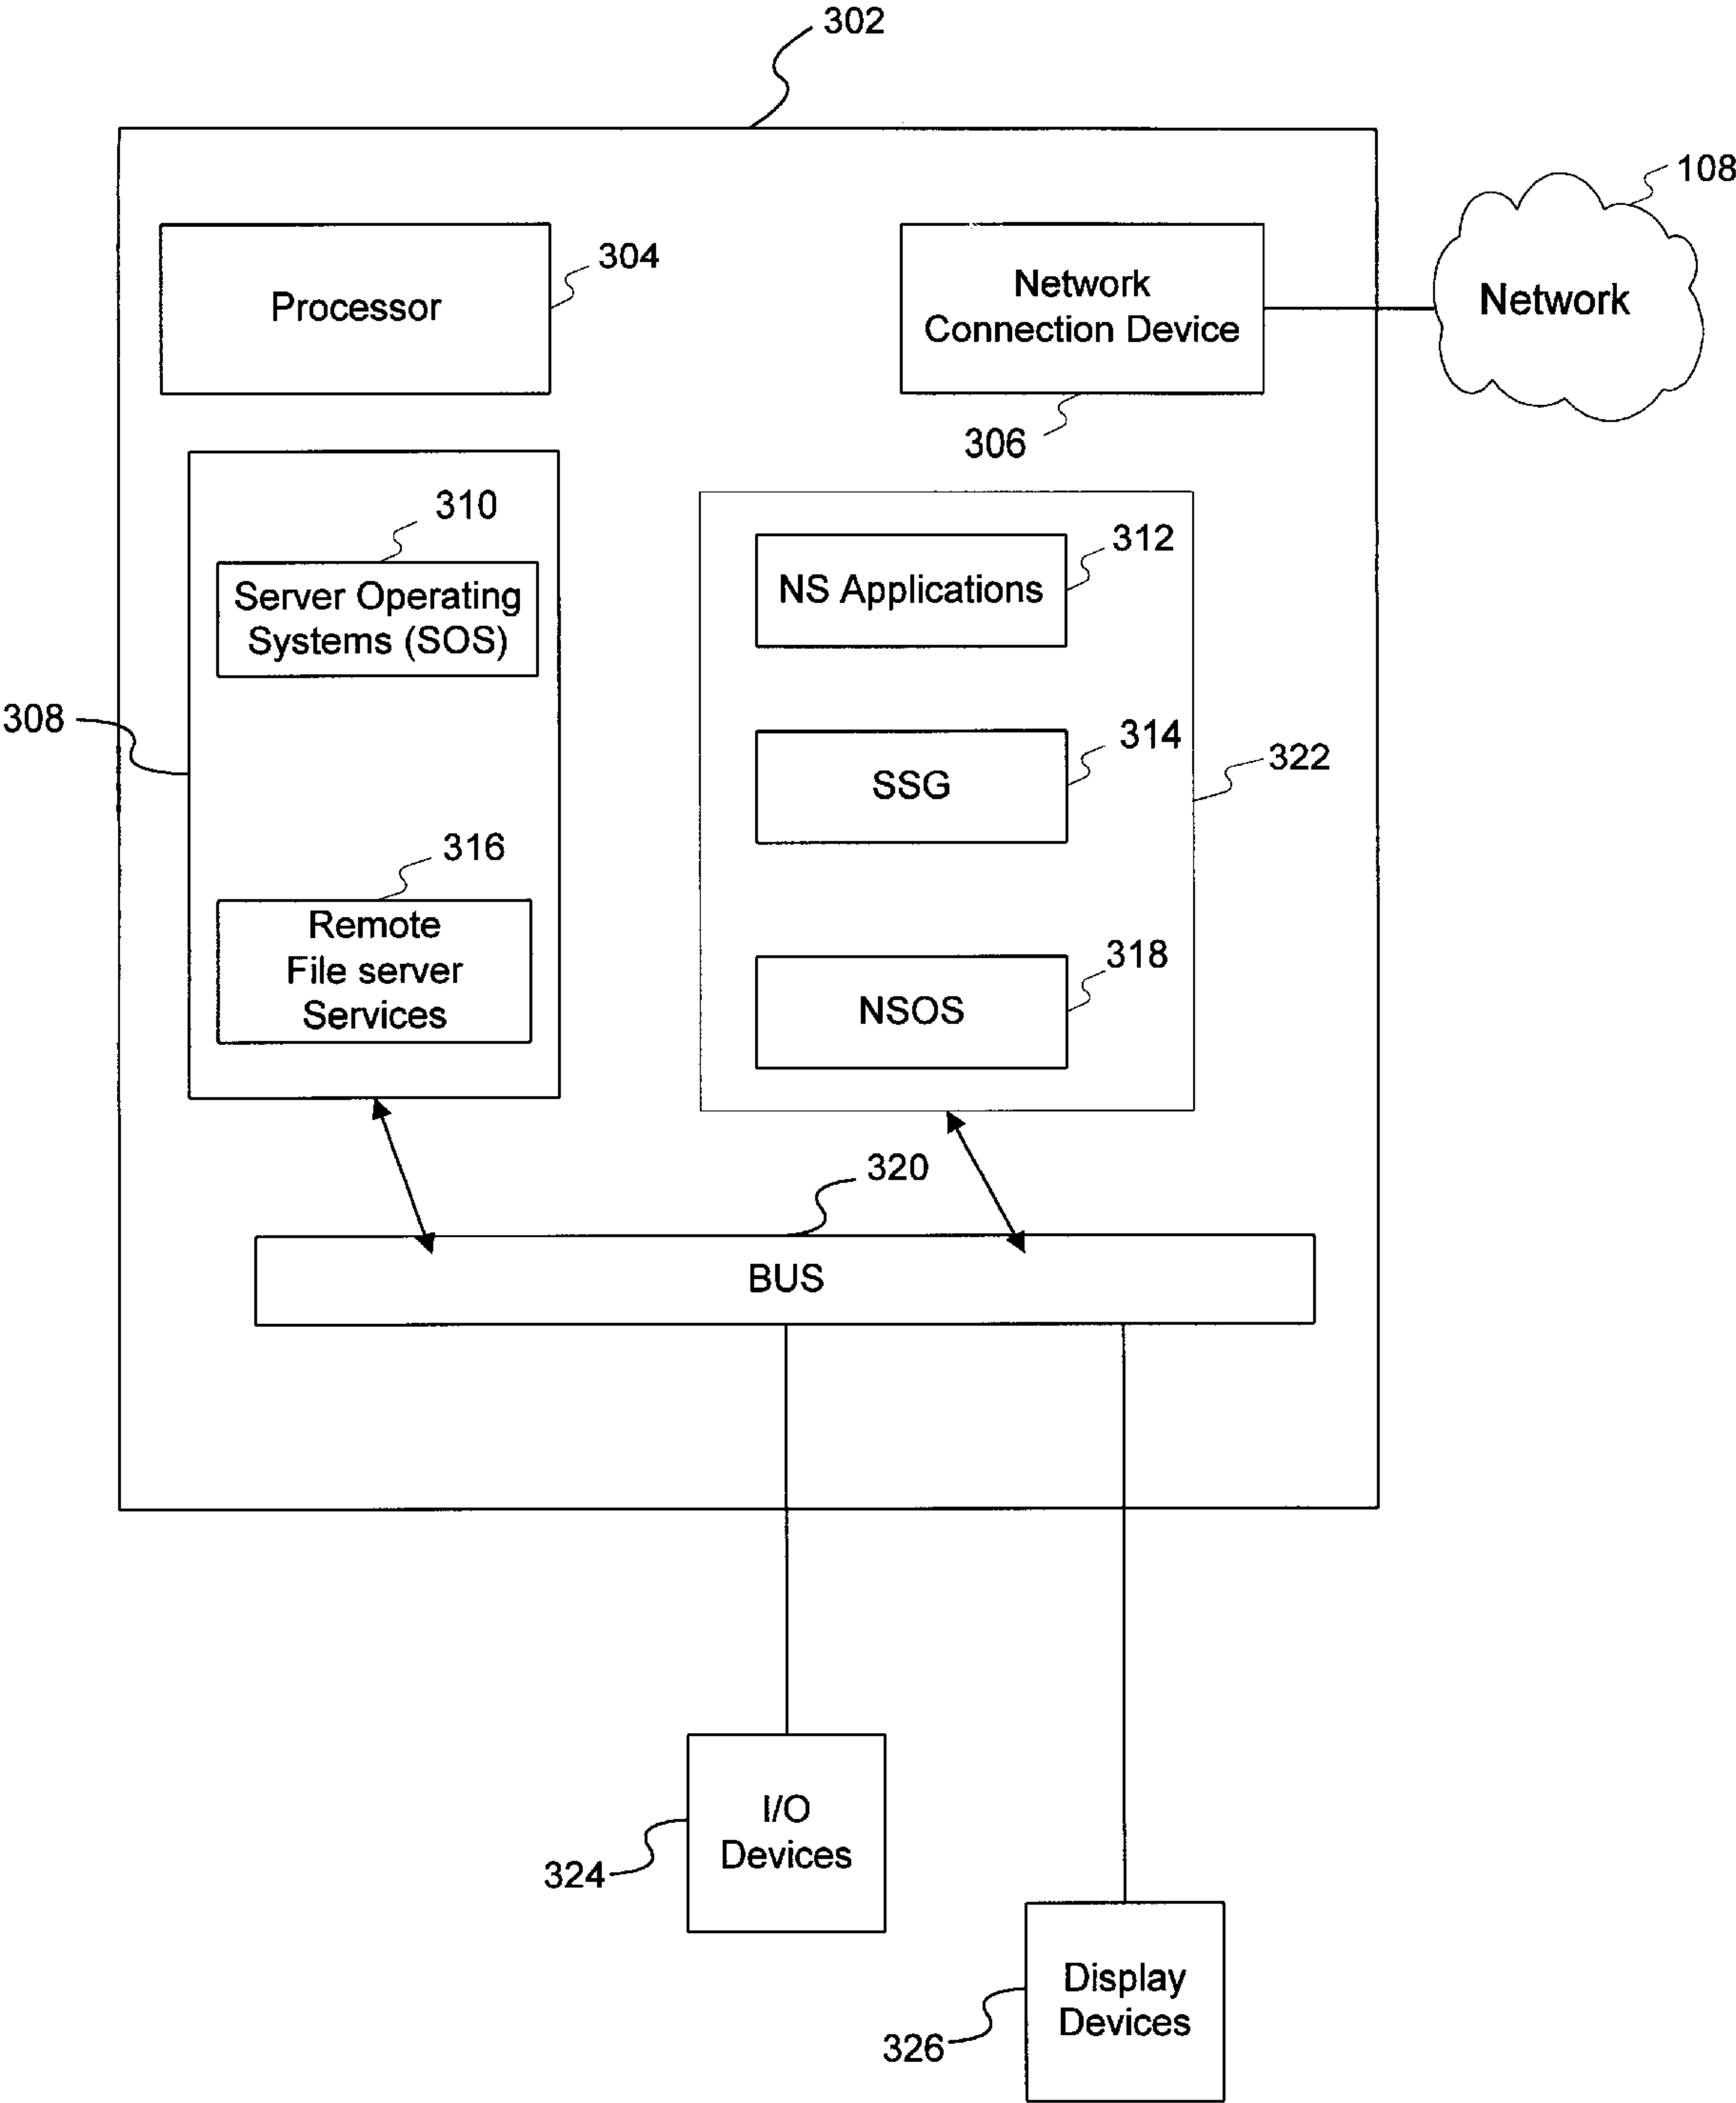 302
108
304
Processor
Network
Connection Device
Network
306
310
312
Server Operating
Systems (SOS)
NS Applications
308
314
SSG
322
316
Remote
File server
Services
318
NSOS
320
BUS
I/O
Devices
324
Display
Devices
326